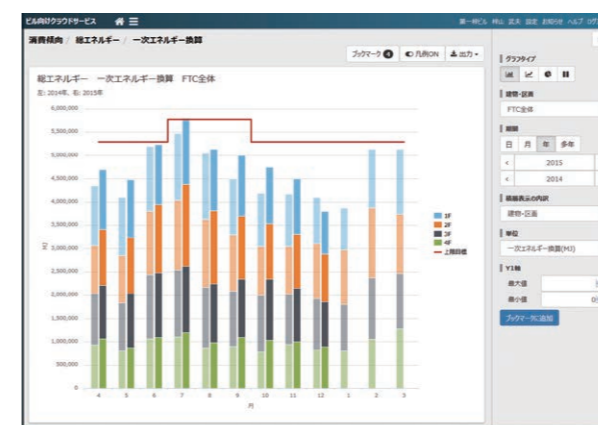 ビル向けクラウドサービス
消費傾向 / 総エネルギー / 一次エネルギー換算
ブックマーク 凡例ON 出力
総エネルギー 一次エネルギー換算 FTC全体
左: 2014年, 右: 2015年
6,000,000
5,500,000
5,000,000
4,500,000
4,000,000
3,500,000
3,000,000
2,500,000
2,000,000
1,500,000
1,000,000
500,000
0
MJ
4 5 6 7 8 9 10 11 12 1 2 3
月
1F
2F
3F
4F
上限目標
グラフタイプ
建物・区画
FTC全体
期間
日 月 年 多年
< 2015
< 2014
積線表示の内訳
建物・区画
単位
一次エネルギー換算(MJ)
Y1軸
最大値
最小値
ブックマークに追加